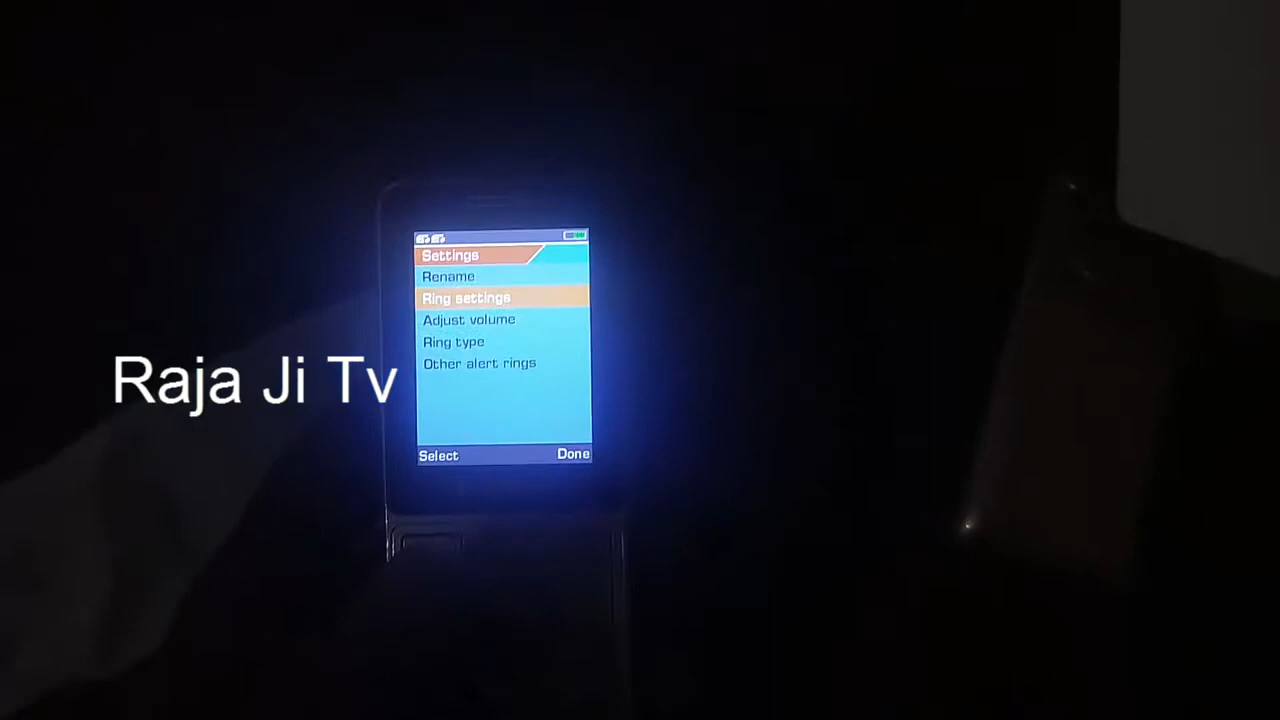 Settings
Rename
Ring settings
Adjust volume
Ring type
Other alert rings
Select Done
Raja Ji Tv